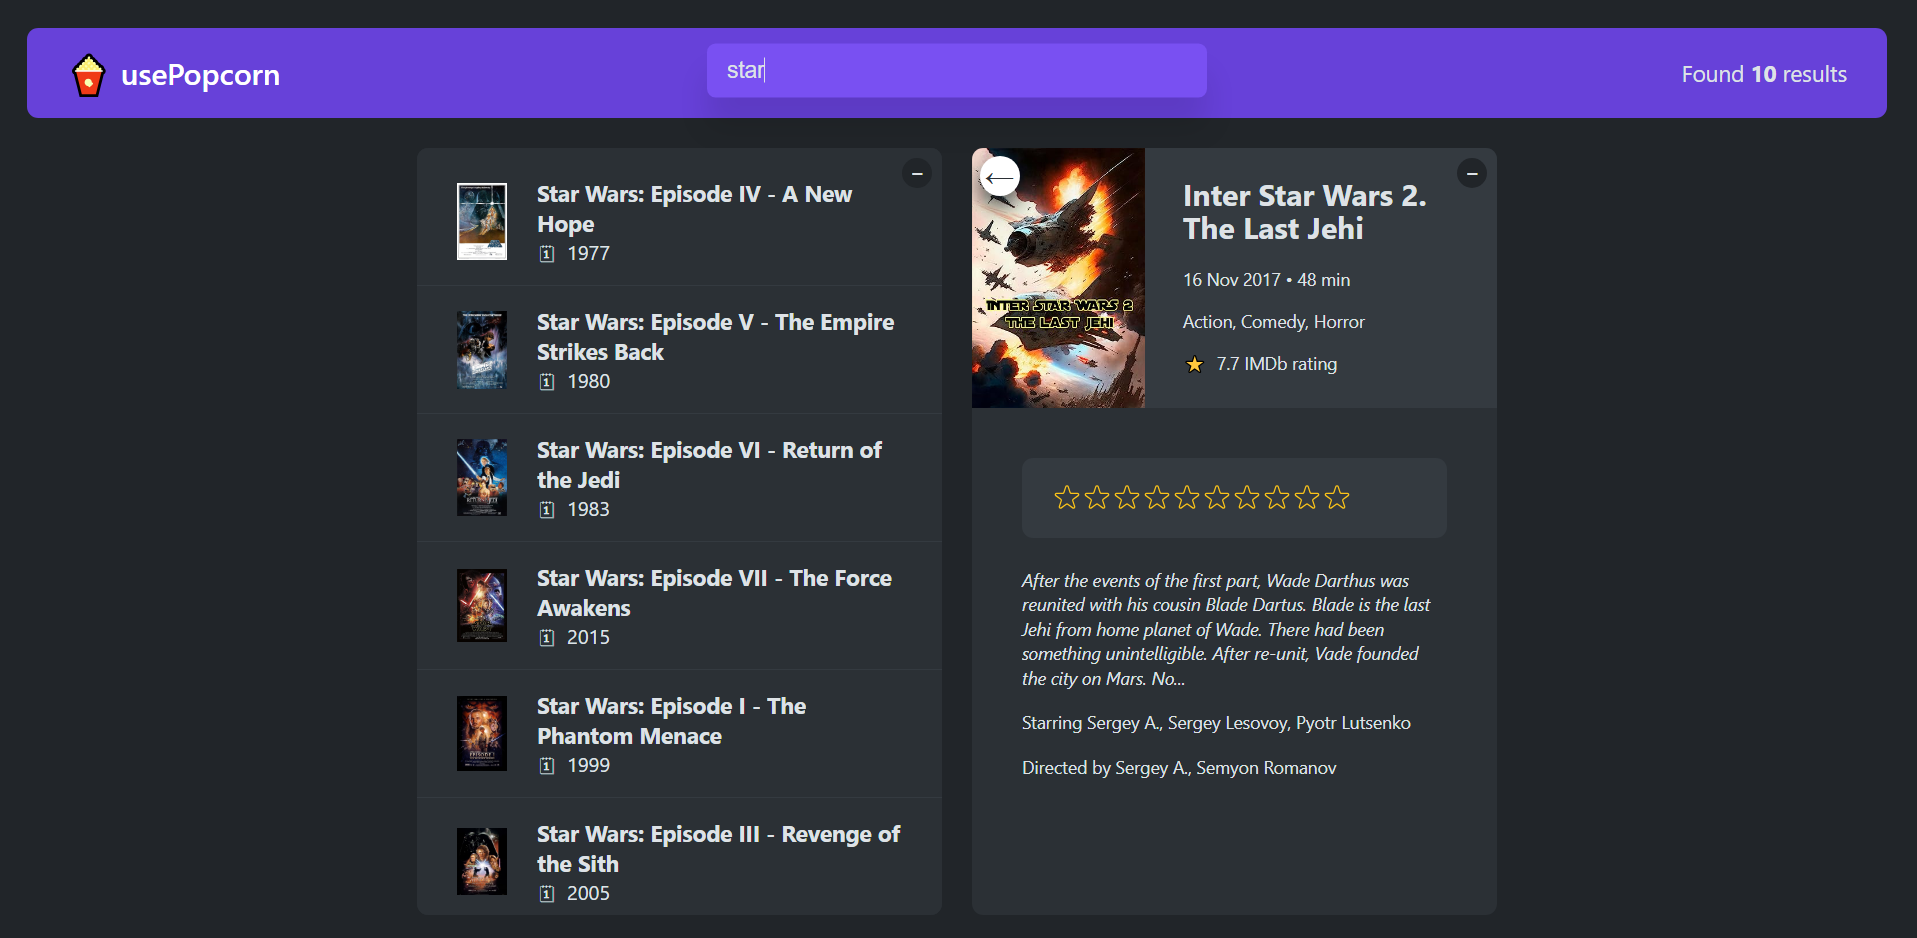 usePopcorn
star
Found 10 results
Star Wars: Episode IV - A New
Hope
1977
Star Wars: Episode V - The Empire
Strikes Back
1980
Star Wars: Episode VI - Return of
the Jedi
1983
Star Wars: Episode VII - The Force
Awakens
2015
Star Wars: Episode I - The
Phantom Menace
1999
Star Wars: Episode III - Revenge of
the Sith
2005
INTER STAR WARS 2
THE LAST JEHI
Inter Star Wars 2.
The Last Jehi
16 Nov 2017 • 48 min
Action, Comedy, Horror
7.7 IMDb rating
After the events of the first part, Wade Darthus was
reunited with his cousin Blade Dartus. Blade is the last
Jehi from home planet of Wade. There had been
something unintelligible. After re-unit, Vade founded
the city on Mars. No...
Starring Sergey A., Sergey Lesovoy, Pyotr Lutsenko
Directed by Sergey A., Semyon Romanov